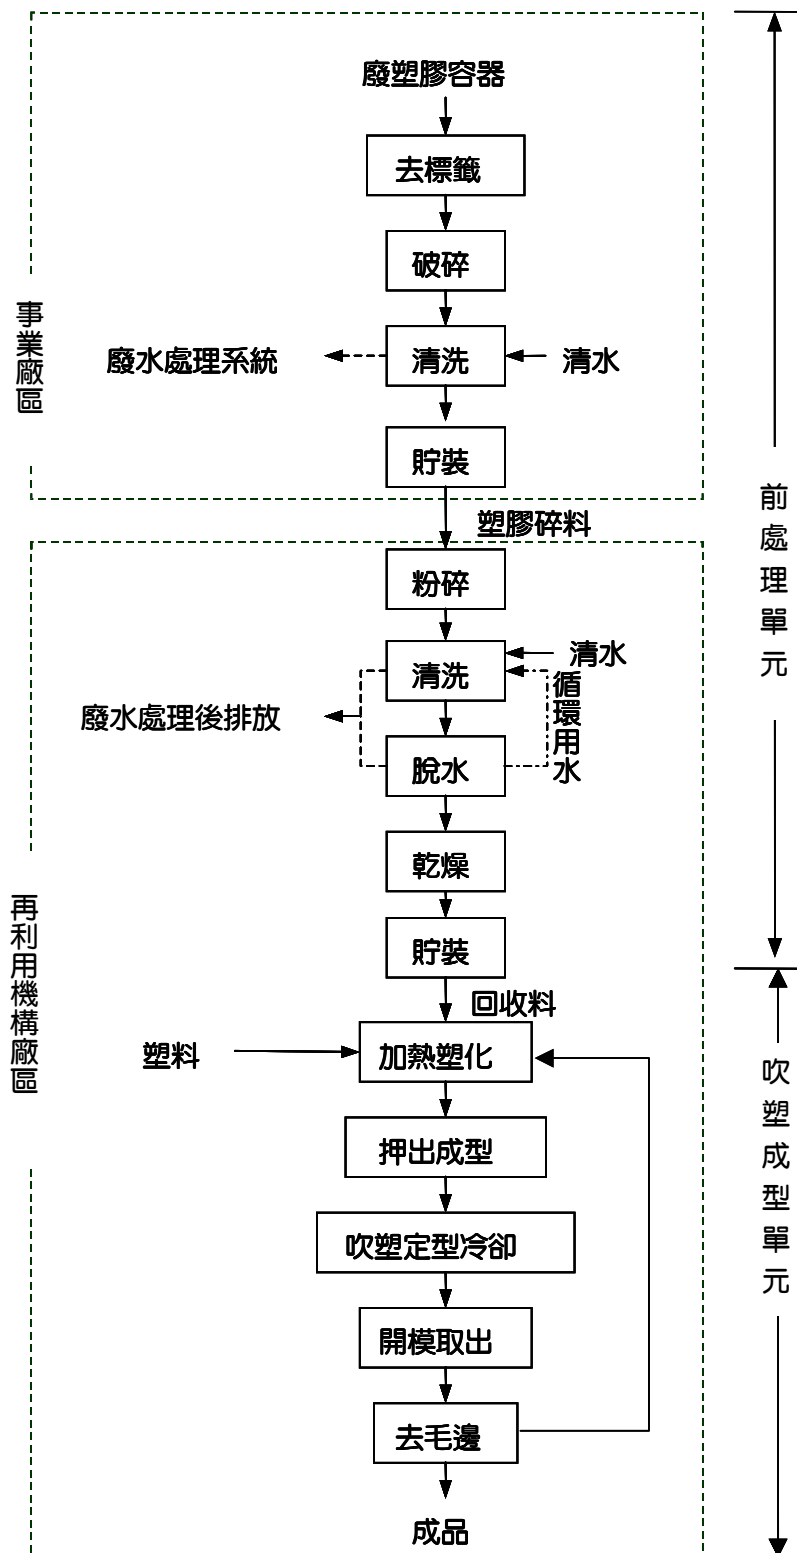 廢塑膠容器
去標籤
破碎
清洗
清水
廢水處理系統
貯裝
事業廠區
塑膠碎料
粉碎
清洗
清水
循環用水
廢水處理後排放
脫水
乾燥
貯裝
再利用機構廠區
前處理單元
回收料
塑料
加熱塑化
押出成型
吹塑定型冷卻
開模取出
去毛邊
成品
吹塑成型單元